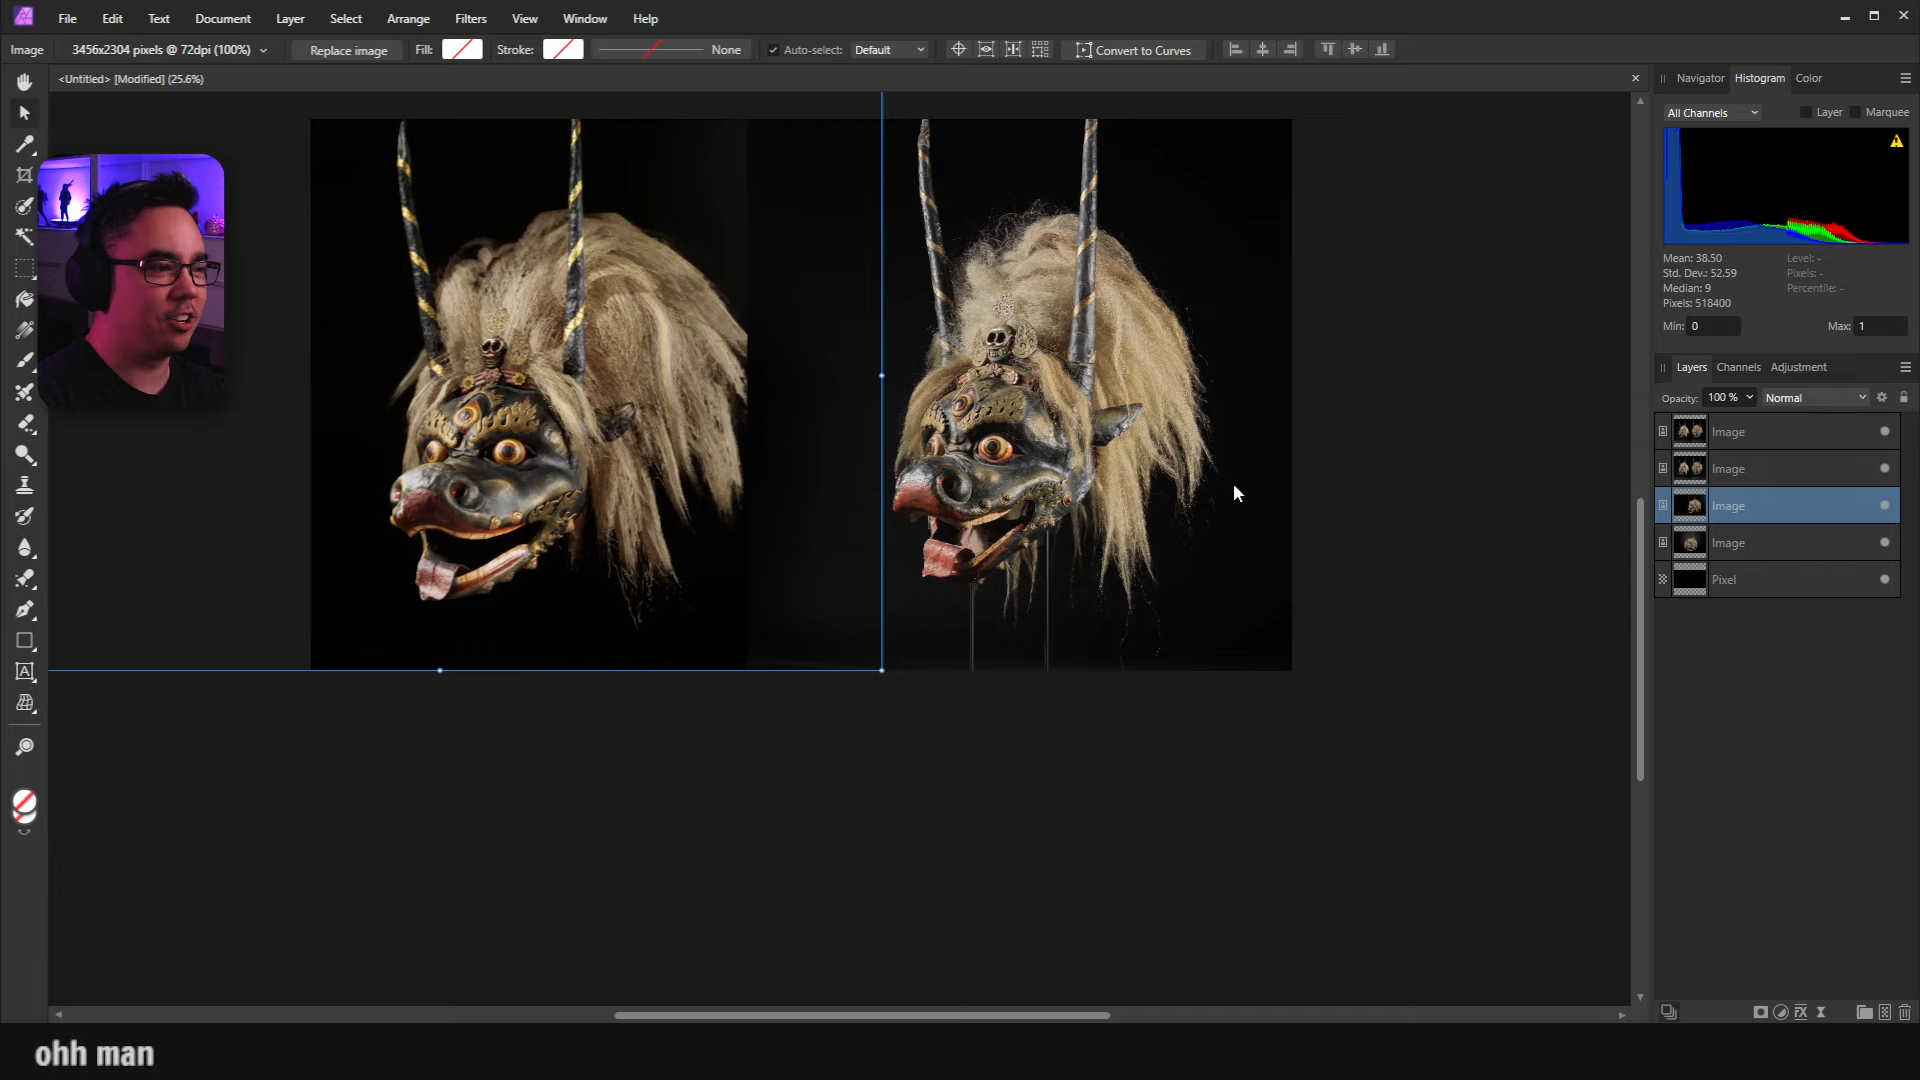 File Edit Text Document Layer Select Arrange Filters View Window Help
Image 3456x2304 pixels @ 72dpi (100%) Replace image Fill: Stroke: None Auto-select: Default Convert to Curves
<Untitled> [Modified] (25.6%)
Navigator Histogram Color
All Channels Layer Marquee
Mean: 38.50 Level: -
Std. Dev.: 52.59 Pixels: -
Median: 9 Percentile: -
Pixels: 518400
Min: 0 Max: 1
Layers Channels Adjustment
Opacity: 100 % Normal
Image
Image
Image
Image
Pixel
ohh man